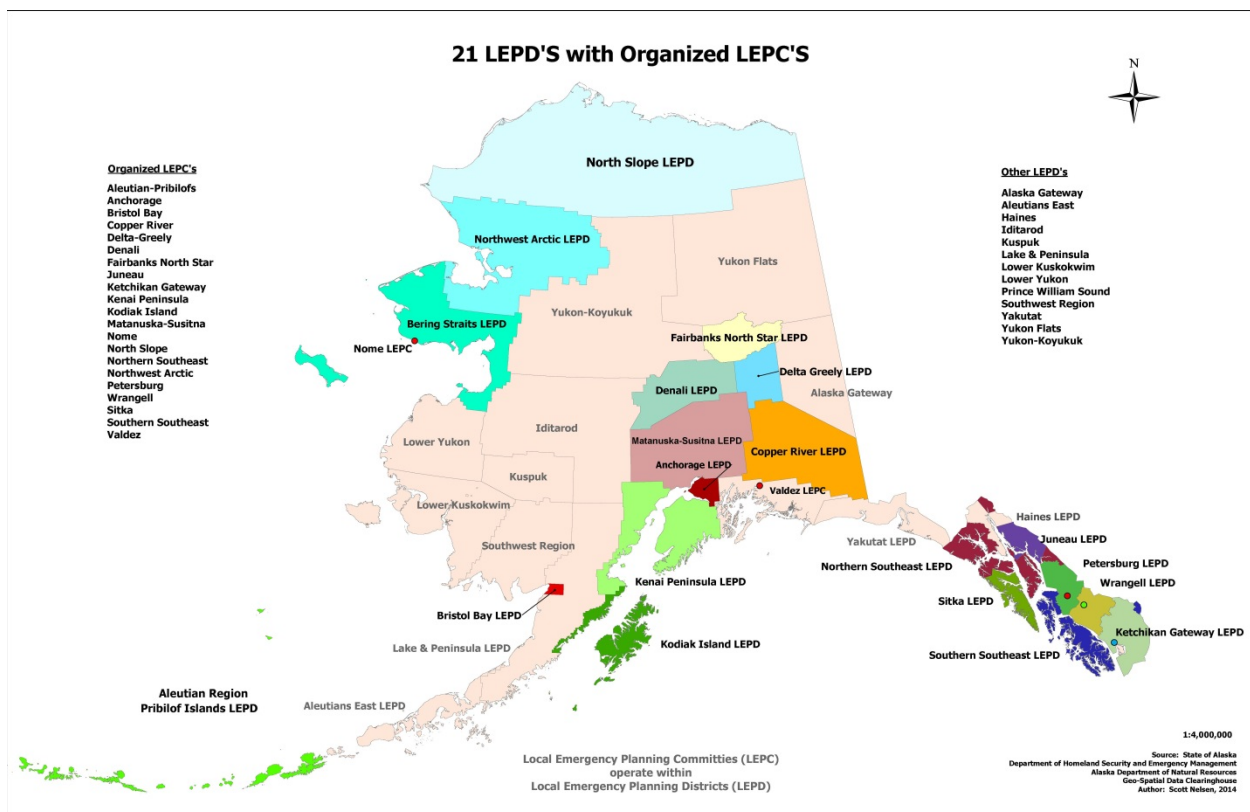 21 LEPD'S with Organized LEPC'S
N
Organized LEPC's
Aleutian-Pribilofs
Anchorage
Bristol Bay
Copper River
Delta-Greely
Denali
Fairbanks North Star
Juneau
Ketchikan Gateway
Kenai Peninsula
Kodiak Island
Matanuska-Susitna
Nome
North Slope
Northern Southeast
Northwest Arctic
Petersburg
Wrangell
Sitka
Southern Southeast
Valdez
Other LEPD's
Alaska Gateway
Aleutians East
Haines
Iditarod
Kuspuk
Lake & Peninsula
Lower Kuskokwim
Lower Yukon
Prince William Sound
Southwest Region
Yakutat
Yukon Flats
Yukon-Koyukuk
North Slope LEPD
Northwest Arctic LEPD
Yukon Flats
Yukon-Koyukuk
Bering Straits LEPD
Nome LEPC
Fairbanks North Star LEPD
Delta Greely LEPD
Denali LEPD
Alaska Gateway
Iditarod
Lower Yukon
Matanuska-Susitna LEPD
Copper River LEPD
Anchorage LEPD
Kuspuk
Valdez LEPC
Lower Kuskokwim
Haines LEPD
Southwest Region
Yakutat LEPD
Juneau LEPD
Northern Southeast LEPD
Petersburg LEPD
Kenai Peninsula LEPD
Wrangell LEPD
Sitka LEPD
Bristol Bay LEPD
Ketchikan Gateway LEPD
Kodiak Island LEPD
Lake & Peninsula LEPD
Southern Southeast LEPD
Aleutian Region
Pribilof Islands LEPD
Aleutians East LEPD
Local Emergency Planning Committies (LEPC)
operate within
Local Emergency Planning Districts (LEPD)
1:4,000,000
Source: State of Alaska
Department of Homeland Security and Emergency Management
Alaska Department of Natural Resources
Geo-Spatial Data Clearinghouse
Author: Scott Nelsen, 2014